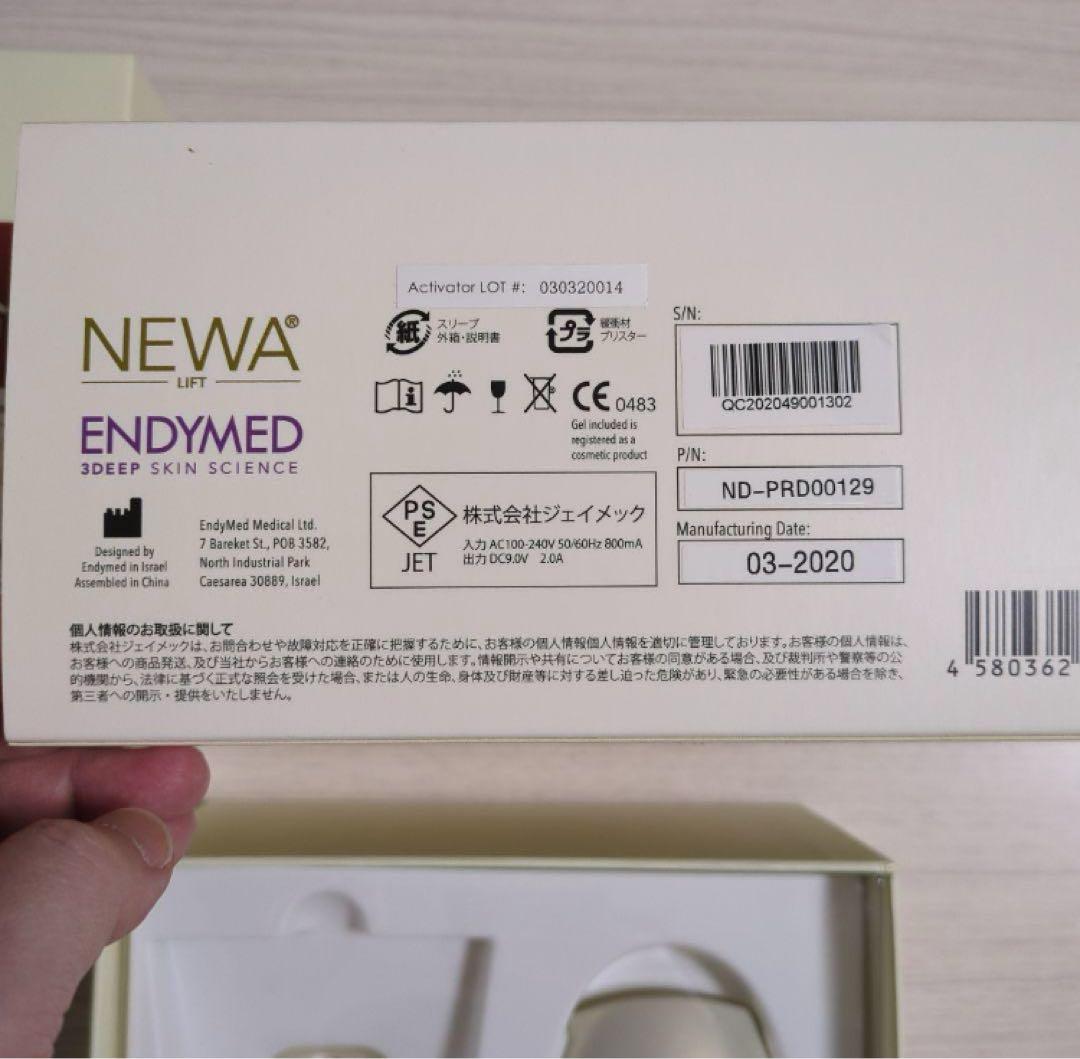 Activator LOT #: 030320014
NEWA®
LIFT
ENDYMED
3DEEP SKIN SCIENCE
Designed by
Endymed in Israel
Assembled in China
EndyMed Medical Ltd.
7 Bareket St., POB 3582,
North Industrial Park
Caesarea 30889, Israel
紙
スリーブ
外箱・説明書
プラ
緩衝材
ブリスター
CE 0483
Gel included is
registered as a
cosmetic product
PS
E
JET
株式会社ジェイメック
入力 AC100-240V 50/60Hz 800mA
出力 DC9.0V 2.0A
S/N:
QC202049001302
P/N:
ND-PRD00129
Manufacturing Date:
03-2020
個人情報のお取扱に関して
株式会社ジェイメックは、お問合わせや故障対応を正確に把握するために、お客様の個人情報個人情報を適切に管理しております。お客様の個人情報は、
お客様への商品発送、及び当社からお客様への連絡のために使用します。情報開示や共有についてお客様の同意がある場合、及び裁判所や警察等の公
的機関から、法律に基づく正式な照会を受けた場合、または人の生命、身体及び財産等に対する差し迫った危険があり、緊急の必要性がある場合を除き、
第三者への開示・提供をいたしません。
4 580362